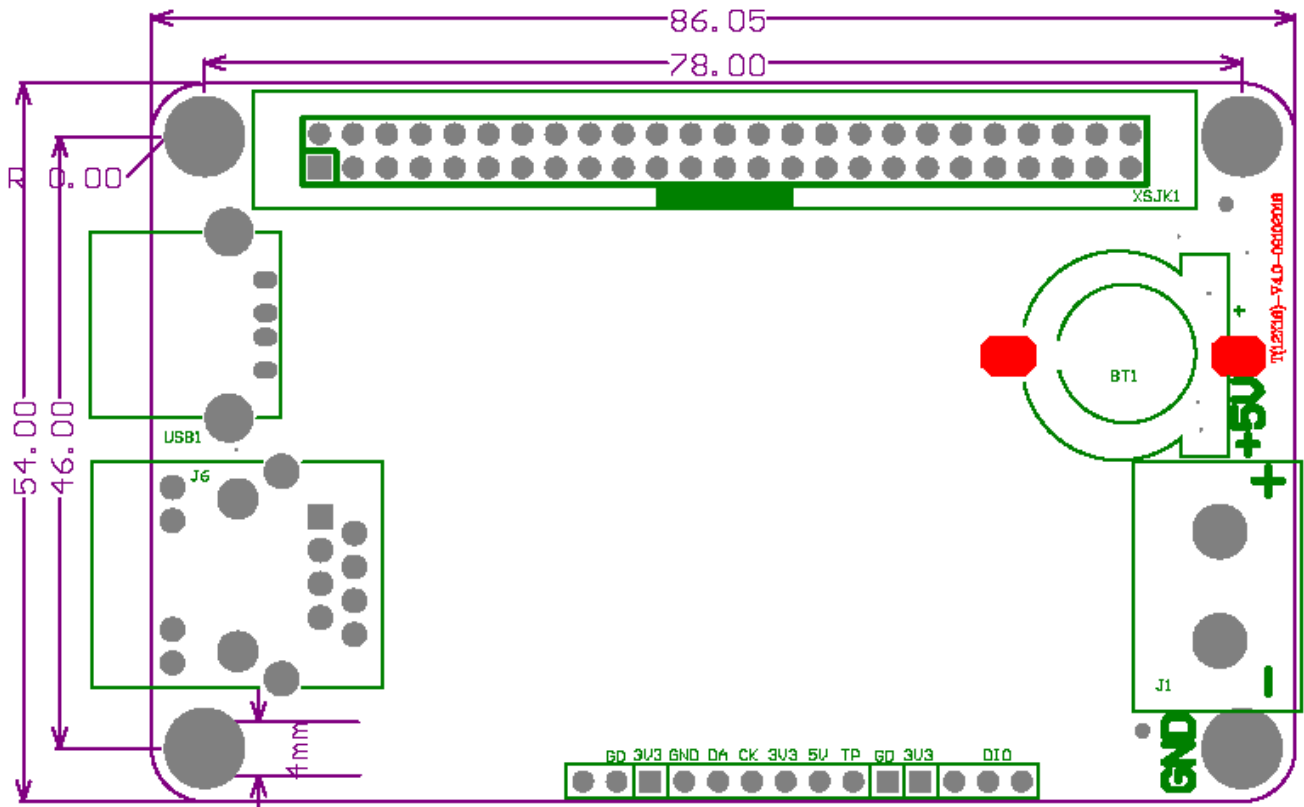 86.05
78.00
R 0.00
XSJK1
54.00
46.00
+
BT1
+5V
USB1
J6
+
J1
-
GND
4mm
GD 3V3 GND DA CK 3V3 5V TP GD 3V3 DIO